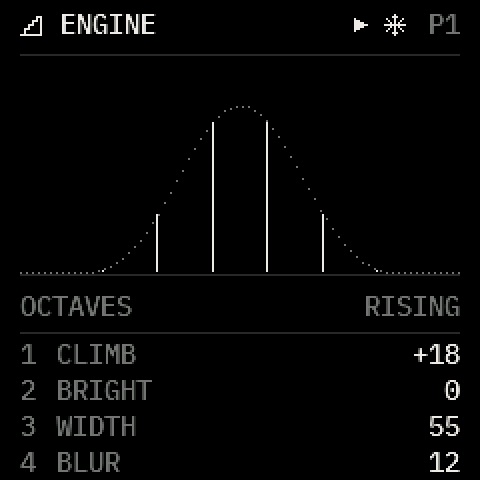 ENGINE P1
OCTAVES RISING
1 CLIMB +18
2 BRIGHT 0
3 WIDTH 55
4 BLUR 12